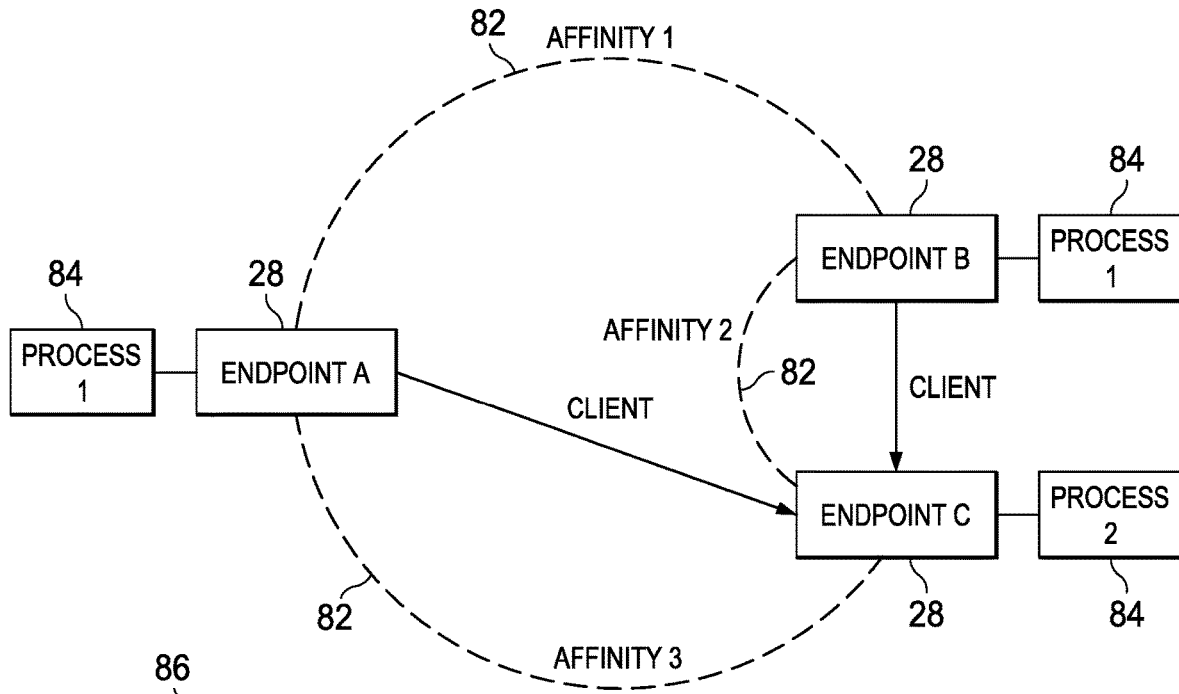 82
AFFINITY 1
28
84
ENDPOINT B
PROCESS
1
84
28
AFFINITY 2
PROCESS
1
ENDPOINT A
82
CLIENT
CLIENT
ENDPOINT C
PROCESS
2
82
28
84
AFFINITY 3
86